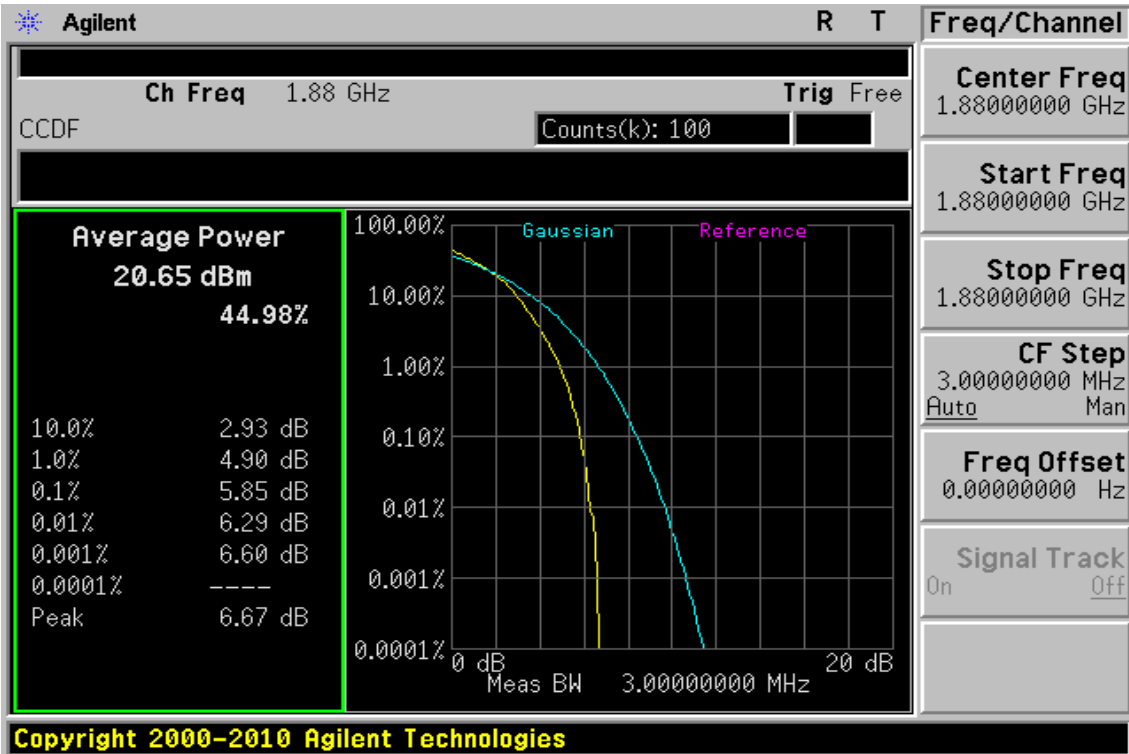 Agilent R T
Ch Freq 1.88 GHz Trig Free
CCDF Counts(k): 100
Average Power
20.65 dBm
44.98%
10.0% 2.93 dB
1.0% 4.90 dB
0.1% 5.85 dB
0.01% 6.29 dB
0.001% 6.60 dB
0.0001% ----
Peak 6.67 dB
Gaussian Reference
100.00%
10.00%
1.00%
0.10%
0.01%
0.001%
0.0001%
0 dB 20 dB
Meas BW 3.00000000 MHz
Freq/Channel
Center Freq
1.88000000 GHz
Start Freq
1.88000000 GHz
Stop Freq
1.88000000 GHz
CF Step
3.00000000 MHz
Auto Man
Freq Offset
0.00000000 Hz
Signal Track
On Off
Copyright 2000-2010 Agilent Technologies